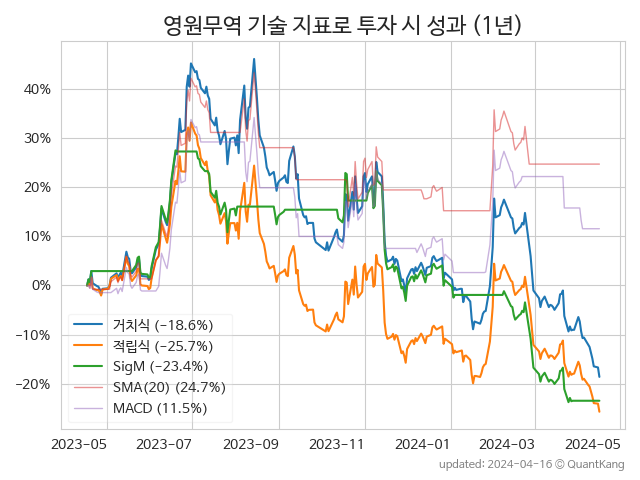 영원무역 기술 지표로 투자 시 성과 (1년)
40%
30%
20%
10%
0%
−10%
−20%
거치식 (−18.6%)
적립식 (−25.7%)
SigM (−23.4%)
SMA(20) (24.7%)
MACD (11.5%)
2023-05 2023-07 2023-09 2023-11 2024-01 2024-03 2024-05
updated: 2024-04-16 © QuantKang